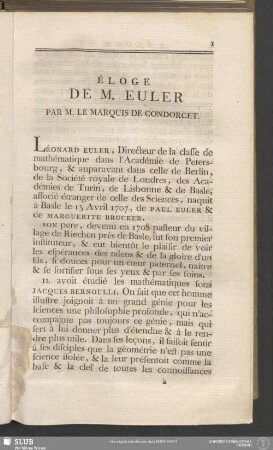 I
ÉLOGE
DE M. EULER
PAR M. LE MARQUIS DE CONDORCET.
LÉONARD EULER, Directeur de la classe de
mathématique dans l'Académie de Peters-
bourg, & auparavant dans celle de Berlin,
de la Société royale de Londres, des Aca-
démies de Turin, de Lisbonne & de Basle,
associé étranger de celle des Sciences, naquit
à Basle le 15 Avril 1707, de PAUL EULER &
de MARGUERITE BRUCKER.
SON pere, devenu en 1708 pasteur du vil-
lage de Riechen près de Basle, fut son premier
instituteur, & eut bientôt le plaisir de voir
les espérances des talens & de la gloire d'un
fils, si douces pour un cœur paternel, naître
& se fortifier sous ses yeux & par ses soins.
IL avoit étudié les mathématiques sous
JACQUES BERNOULLI. On sait que cet homme
illustre joignoit à un grand génie pour les
sciences une philosophie profonde, qui n'ac-
compagne pas toujours ce génie, mais qui
sert à lui donner plus d'étendue & à le ren-
dre plus utile. Dans ses leçons, il faisoit sentir
à ses disciples que la géométrie n'est pas une
science isolée, & la leur présentoit comme la
base & la clef de toutes les connoissances
a
SLUB